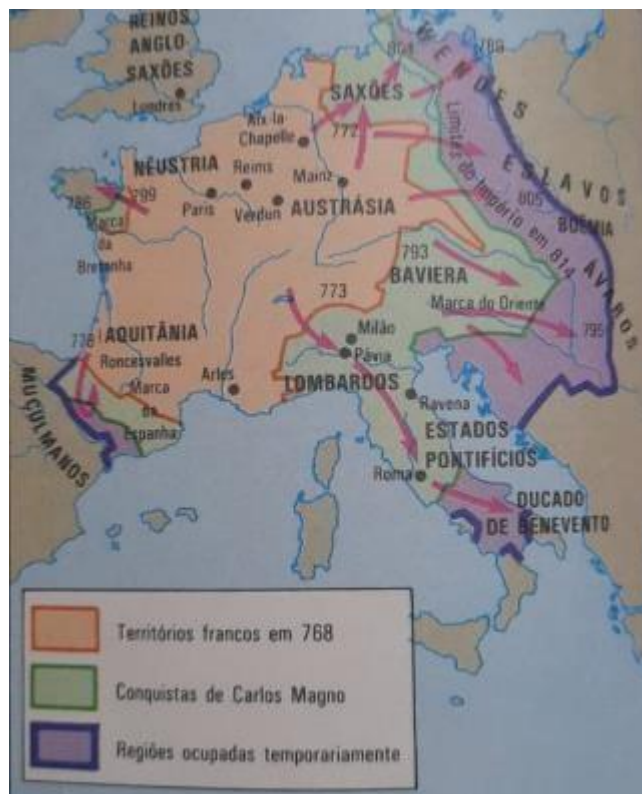 REINOS
ANGLO-
SAXÕES
Londres
804
WENDES
789
SAXÕES
Aix-la
Chapelle
772
ESLAVOS
NÊUSTRIA
Reims
Mainz
Limites do Império em 814
805
786
799
Paris
Verdun
AUSTRÁSIA
BOÊMIA
Marca
da
Bretanha
793
BAVIERA
ÁVAROS
773
Marca do Oriente
795
778
AQUITÂNIA
Milão
Roncesvalles
Pávia
MUÇULMANOS
Marca
da
Espanha
Arles
LOMBARDOS
Ravena
ESTADOS
PONTIFÍCIOS
Roma
DUCADO
DE BENEVENTO
Territórios francos em 768
Conquistas de Carlos Magno
Regiões ocupadas temporariamente